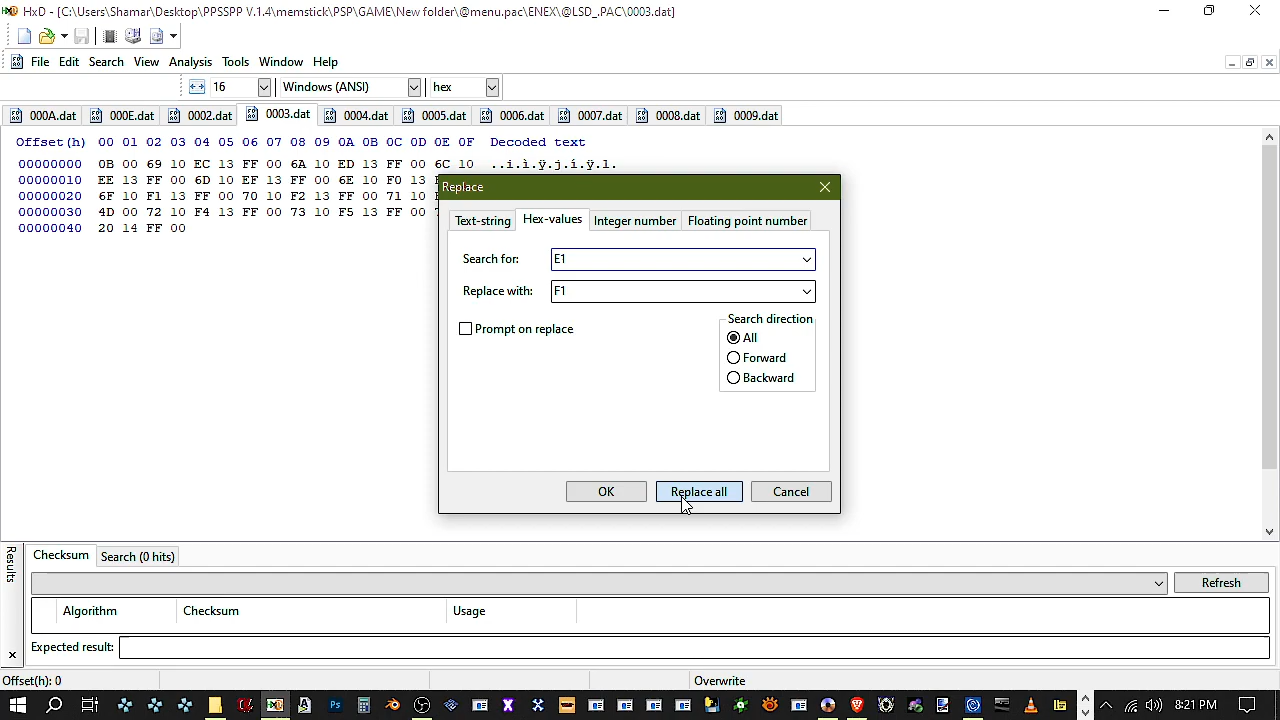 HxD - [C:\Users\Shamar\Desktop\PPSSPP V.1.4\memstick\PSP\GAME\New folder\@menu.pac\ENEX\@LSD_.PAC\0003.dat]
File Edit Search View Analysis Tools Window Help
16 Windows (ANSI) hex
000A.dat 000E.dat 0002.dat 0003.dat 0004.dat 0005.dat 0006.dat 0007.dat 0008.dat 0009.dat
Offset(h) 00 01 02 03 04 05 06 07 08 09 0A 0B 0C 0D 0E 0F Decoded text
00000000 0B 00 69 10 EC 13 FF 00 6A 10 ED 13 FF 00 6C 10 ..i.ì.ÿ.j.í.ÿ.l.
00000010 EE 13 FF 00 6D 10 EF 13 FF 00 6E 10 F0 13
00000020 6F 10 F1 13 FF 00 70 10 F2 13 FF 00 71 10
00000030 4D 00 72 10 F4 13 FF 00 73 10 F5 13 FF 00
00000040 20 14 FF 00
Replace
Text-string Hex-values Integer number Floating point number
Search for: E1
Replace with: F1
Prompt on replace
Search direction
All
Forward
Backward
OK Replace all Cancel
Results
Checksum Search (0 hits)
Refresh
Algorithm Checksum Usage
Expected result:
Offset(h): 0 Overwrite
8:21 PM